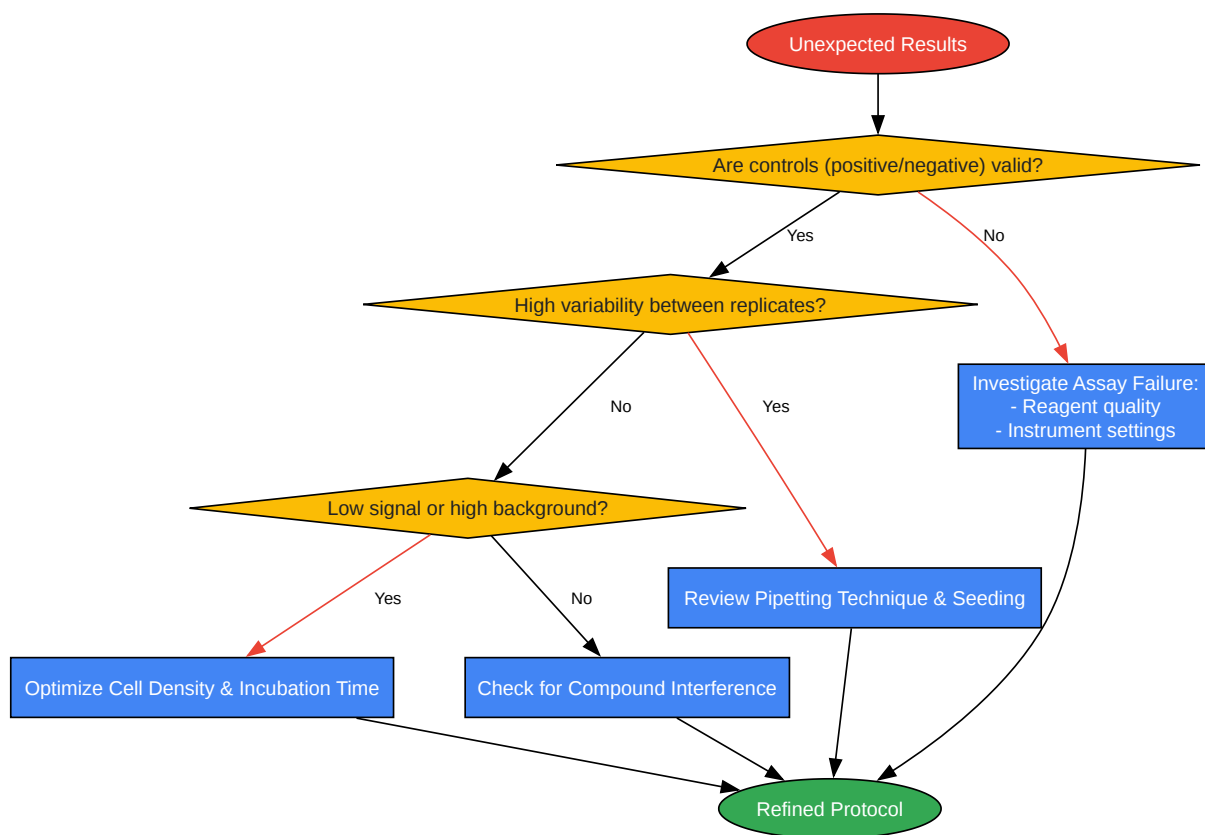 Unexpected Results
Are controls (positive/negative) valid?
Yes
No
High variability between replicates?
Investigate Assay Failure:
- Reagent quality
- Instrument settings
No
Yes
Low signal or high background?
Yes
No
Review Pipetting Technique & Seeding
Optimize Cell Density & Incubation Time
Check for Compound Interference
Refined Protocol